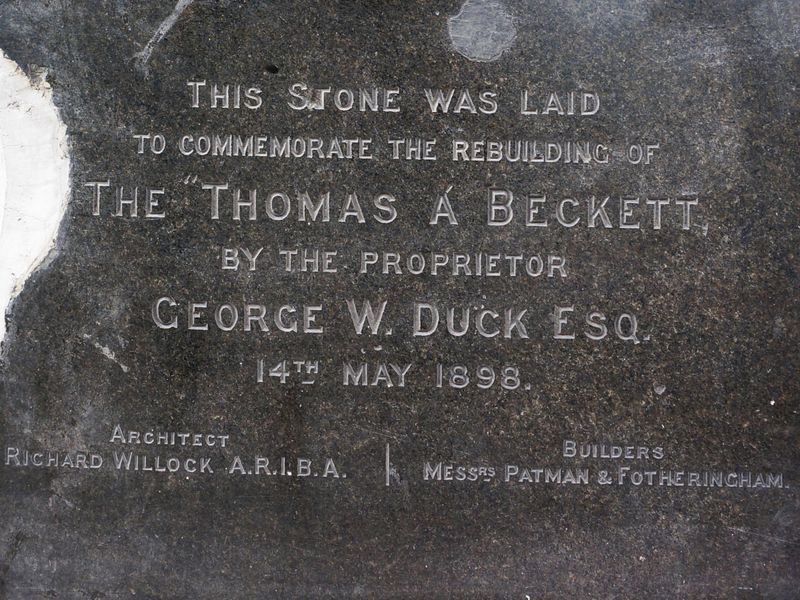 THIS STONE WAS LAID
TO COMMEMORATE THE REBUILDING OF
THE "THOMAS Á BECKETT,
BY THE PROPRIETOR
GEORGE W. DUCK ESQ.
14TH MAY 1898.
ARCHITECT
RICHARD WILLOCK A.R.I.B.A.
BUILDERS
MESSRS PATMAN & FOTHERINGHAM.